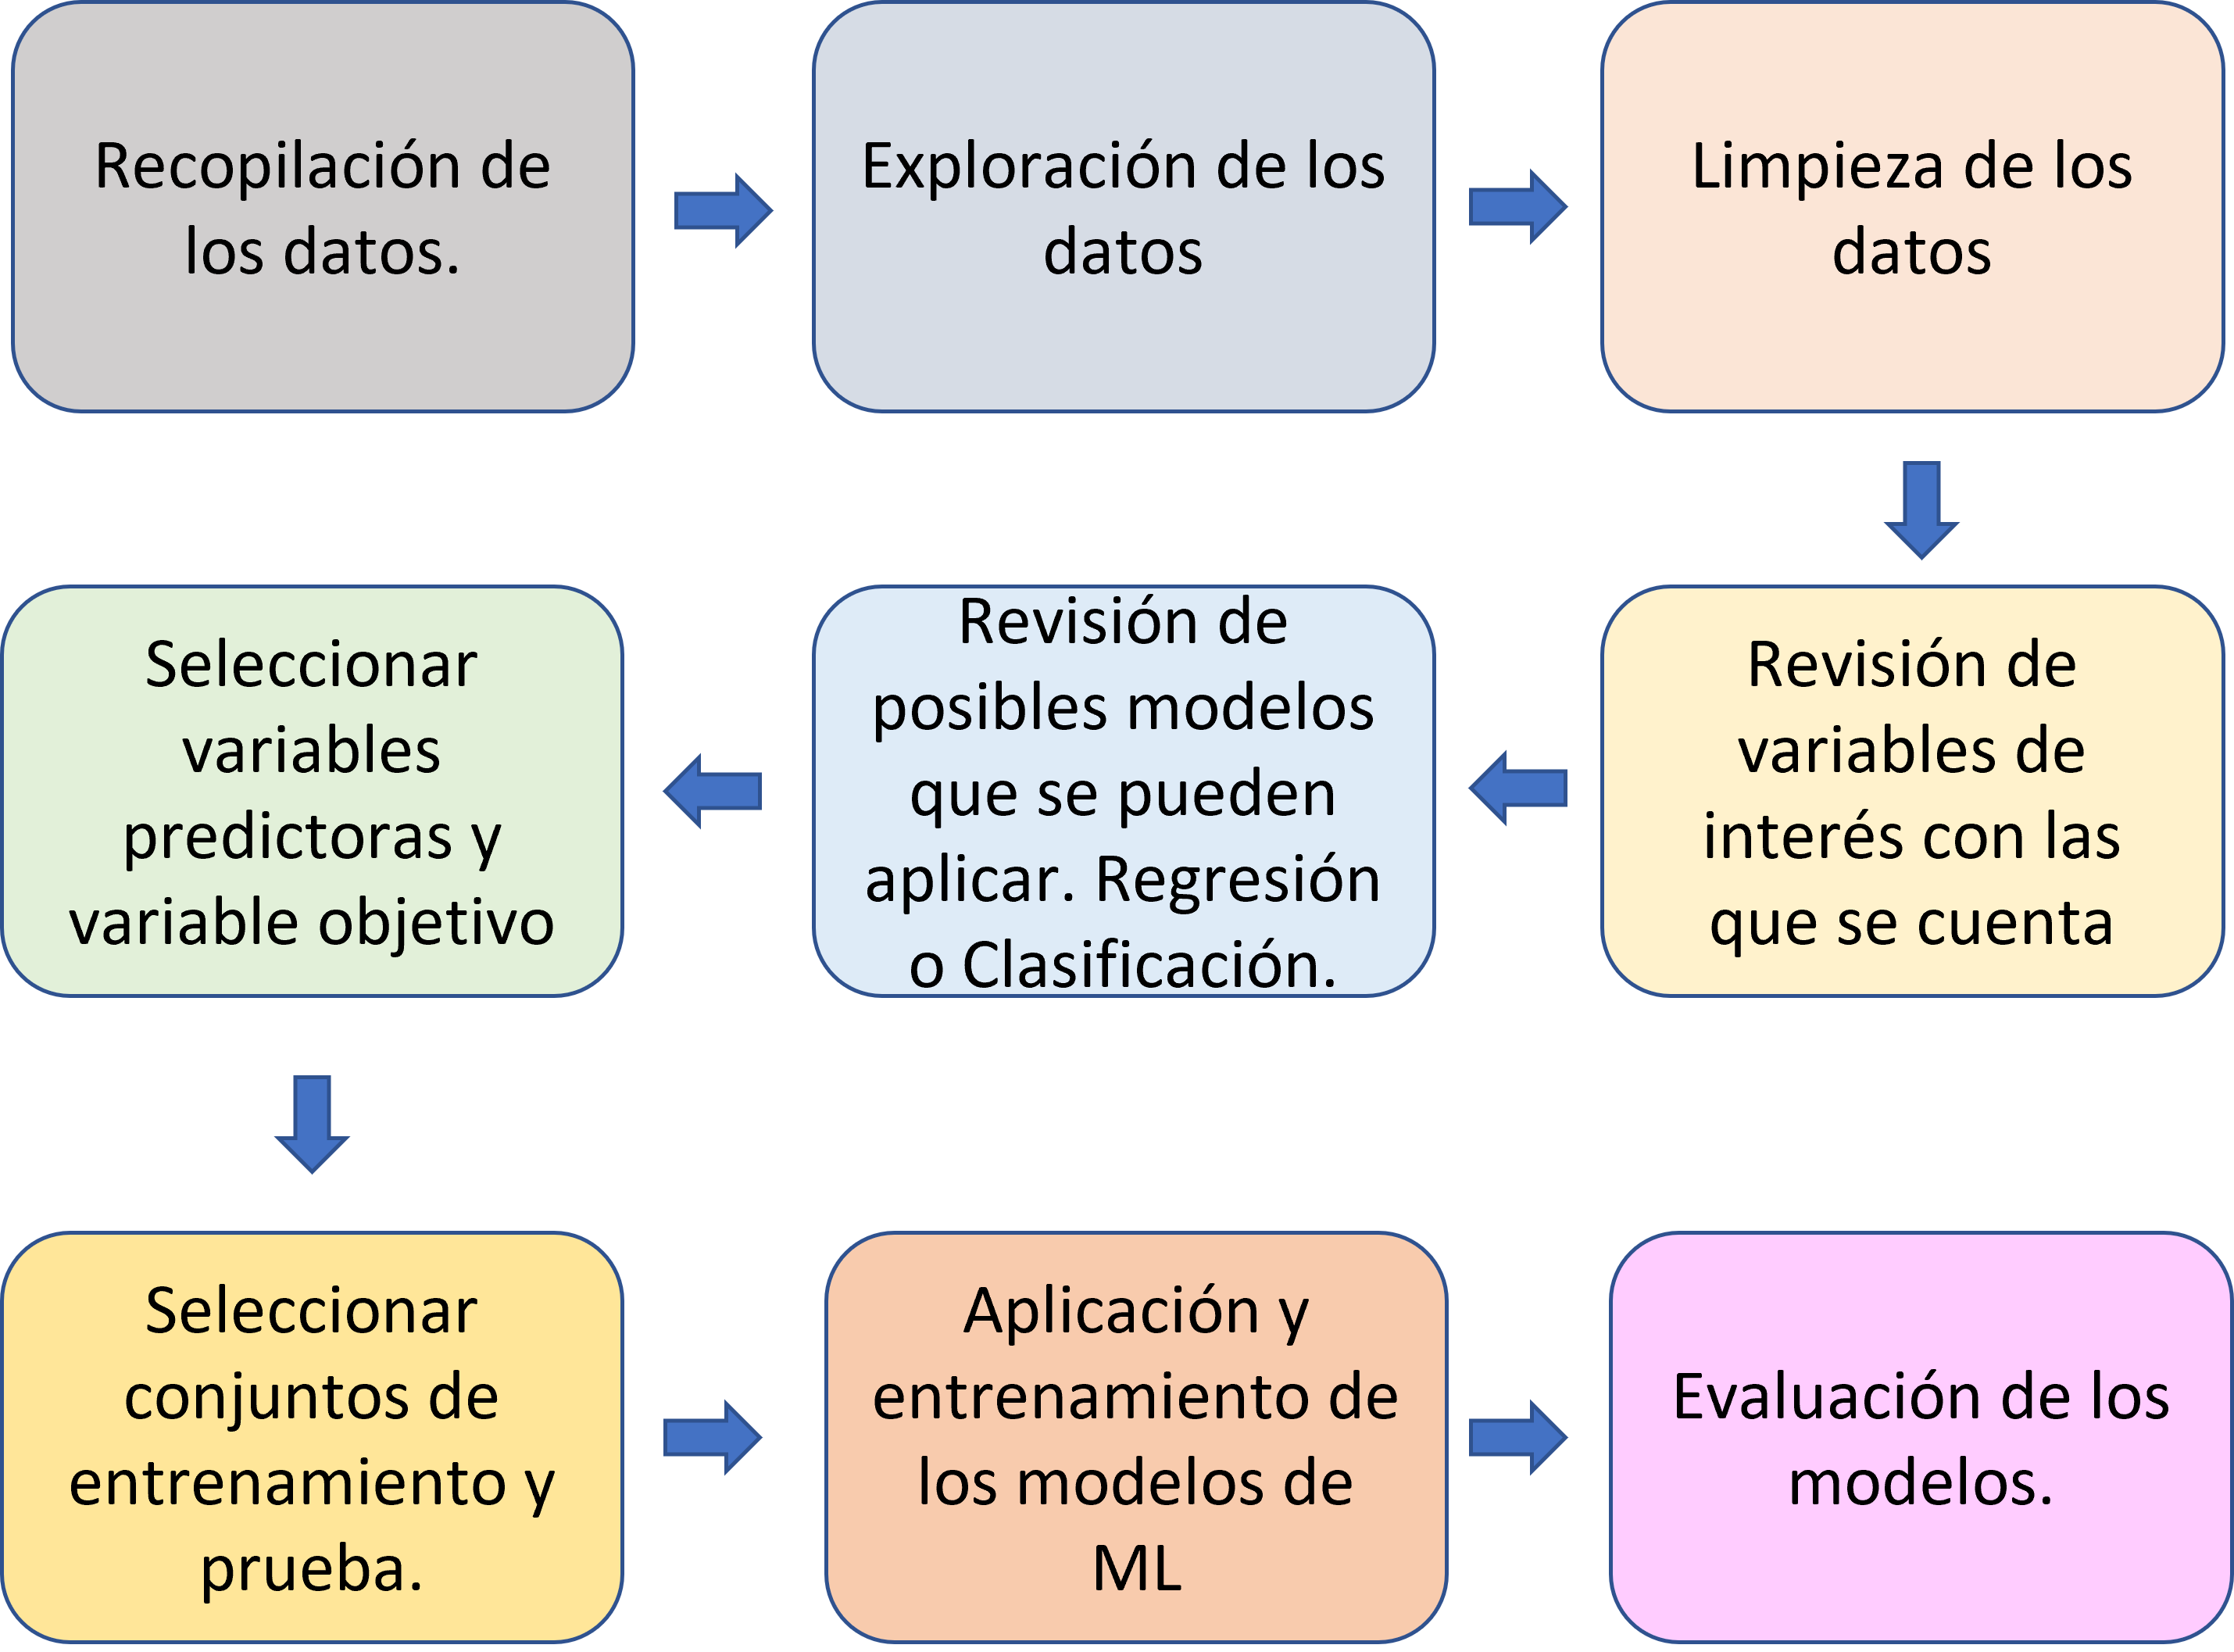 Recopilación de
los datos.
Exploración de los
datos
Limpieza de los
datos
Revisión de
variables de
interés con las
que se cuenta
Revisión de
posibles modelos
que se pueden
aplicar. Regresión
o Clasificación.
Seleccionar
variables
predictoras y
variable objetivo
Seleccionar
conjuntos de
entrenamiento y
prueba.
Aplicación y
entrenamiento de
los modelos de
ML
Evaluación de los
modelos.